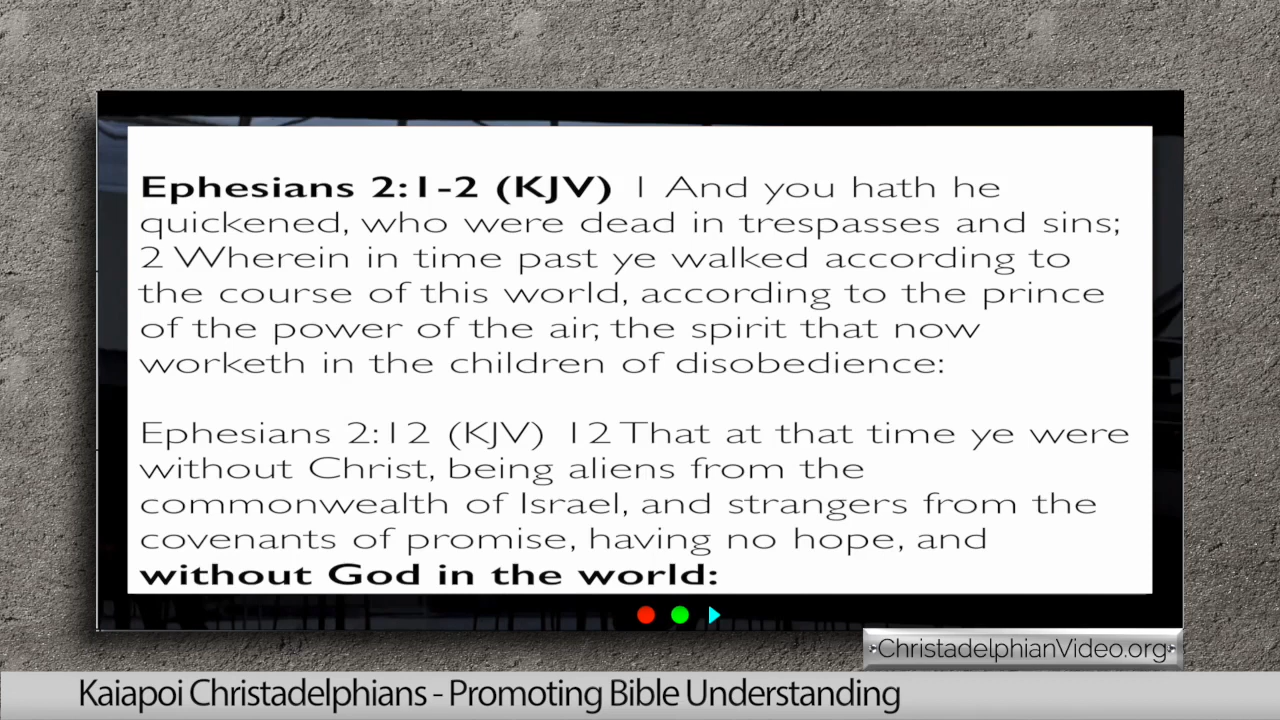 Ephesians 2:1-2 (KJV) 1 And you hath he
quickened, who were dead in trespasses and sins;
2 Wherein in time past ye walked according to
the course of this world, according to the prince
of the power of the air, the spirit that now
worketh in the children of disobedience:
Ephesians 2:12 (KJV) 12 That at that time ye were
without Christ, being aliens from the
commonwealth of Israel, and strangers from the
covenants of promise, having no hope, and
without God in the world:
ChristadelphianVideo.org
Kaiapoi Christadelphians - Promoting Bible Understanding